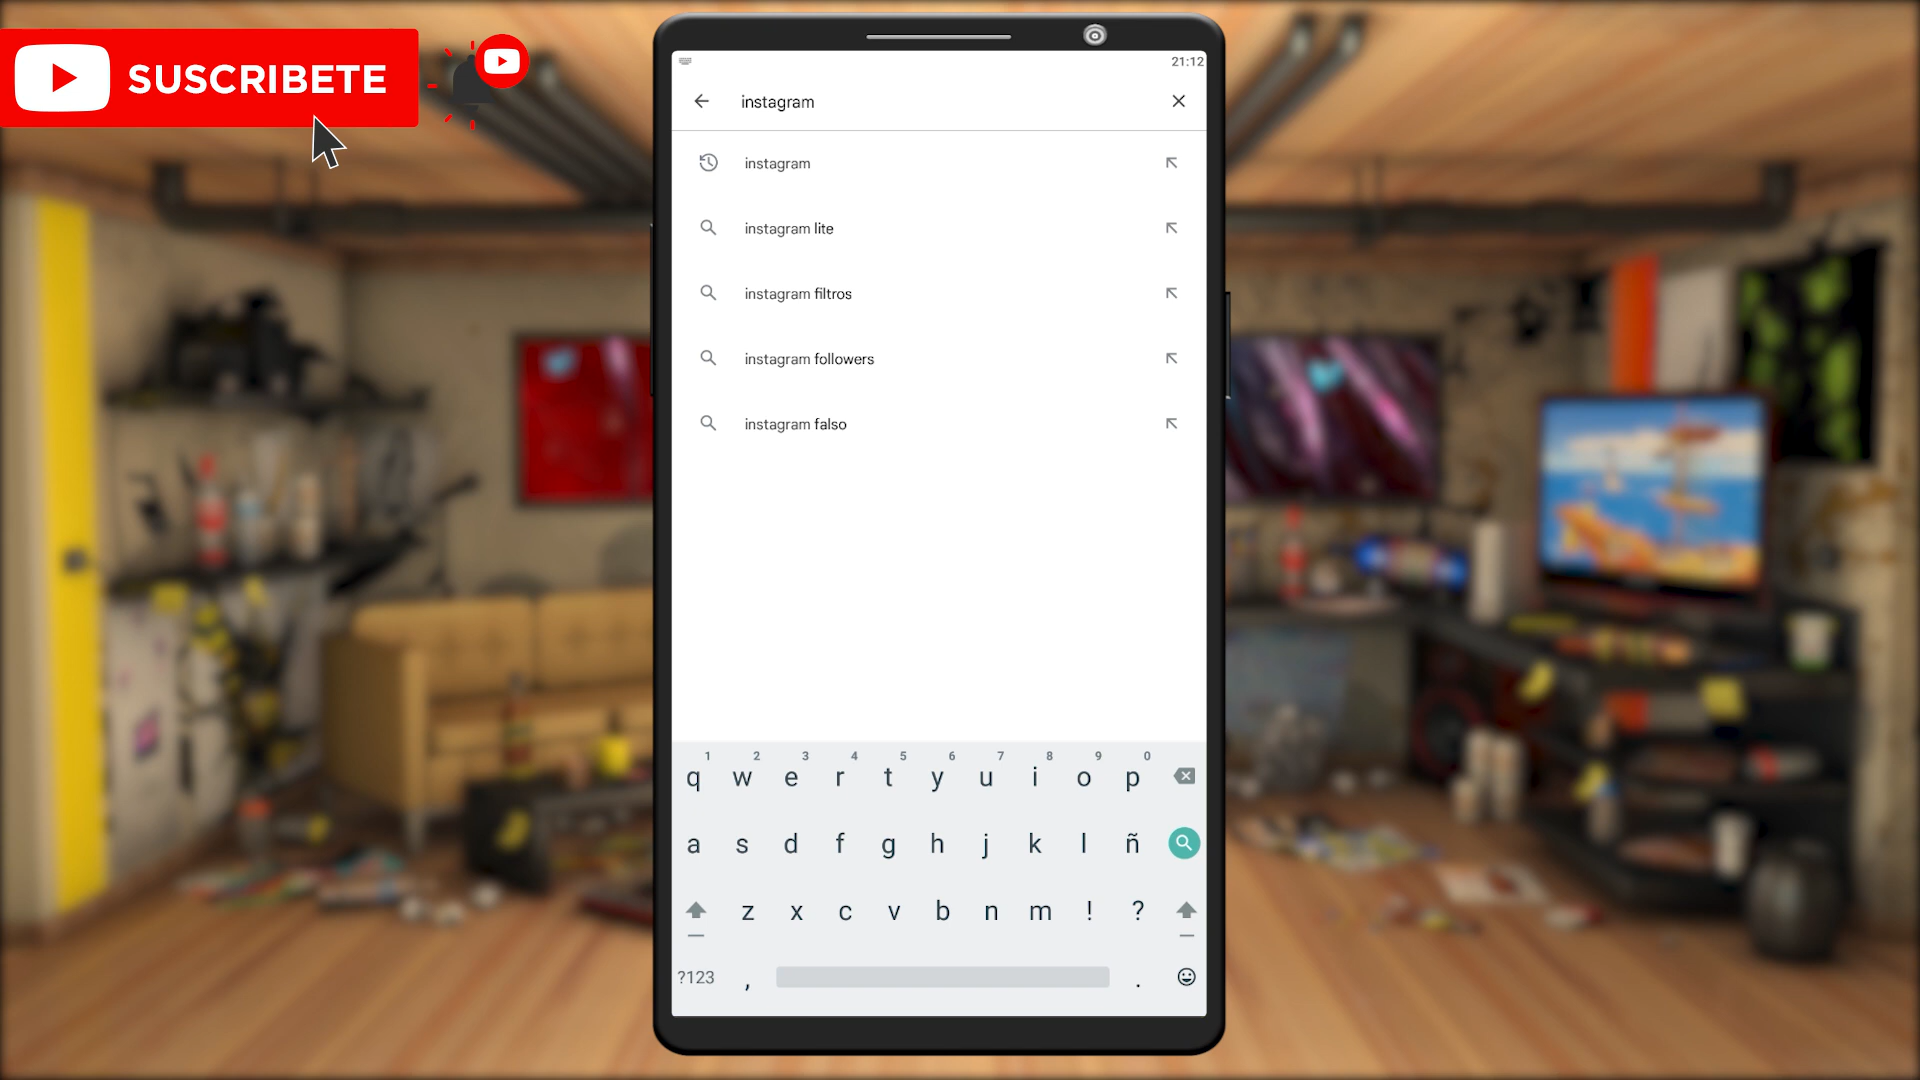 SUSCRIBETE
21:12
instagram
instagram
instagram lite
instagram filtros
instagram followers
instagram falso
1 2 3 4 5 6 7 8 9 0
q w e r t y u i o p
a s d f g h j k l ñ
z x c v b n m ! ?
?123 , .